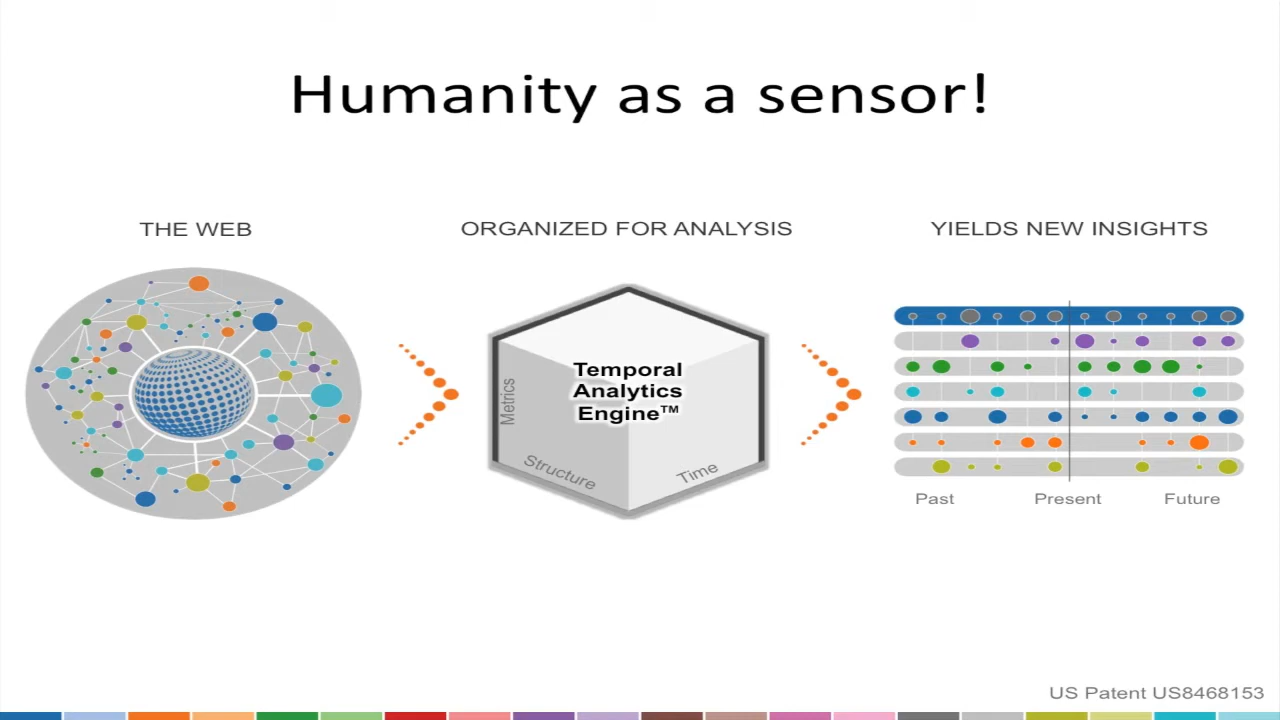 Humanity as a sensor!
THE WEB
ORGANIZED FOR ANALYSIS
YIELDS NEW INSIGHTS
Temporal
Analytics
Engine™
Metrics
Structure
Time
Past
Present
Future
US Patent US8468153